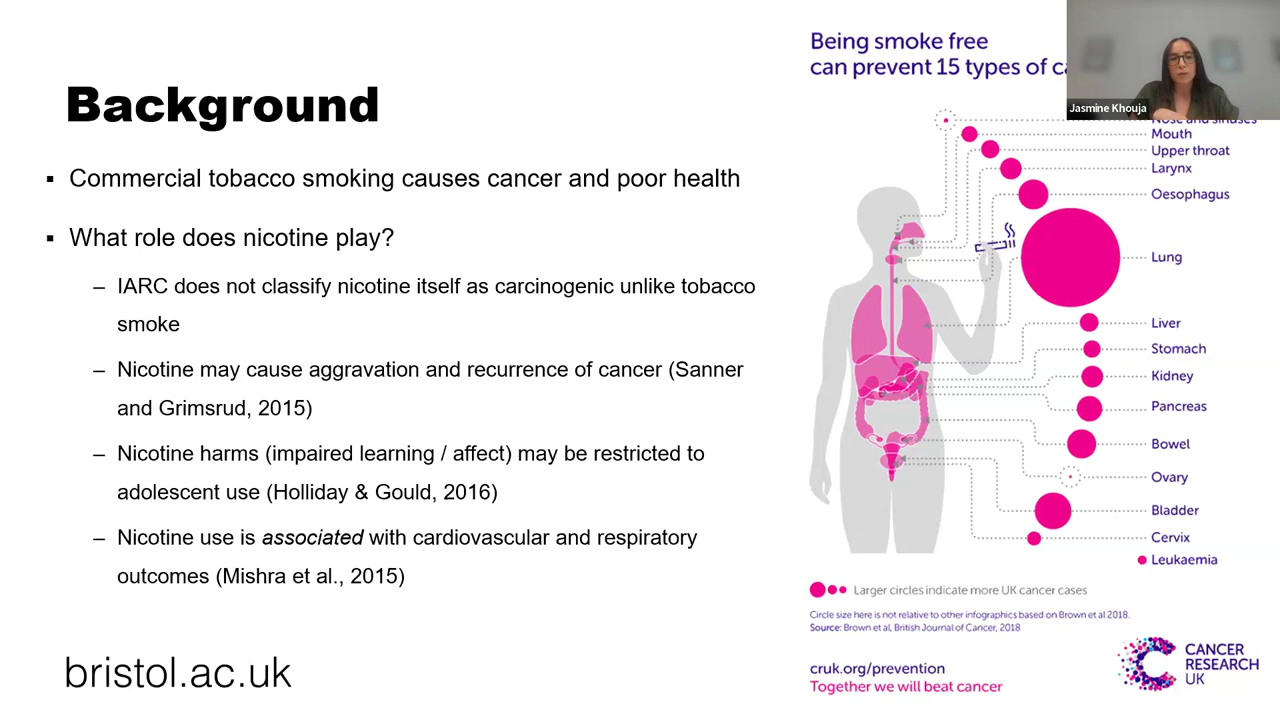 Background
▪ Commercial tobacco smoking causes cancer and poor health
▪ What role does nicotine play?
– IARC does not classify nicotine itself as carcinogenic unlike tobacco
smoke
– Nicotine may cause aggravation and recurrence of cancer (Sanner
and Grimsrud, 2015)
– Nicotine harms (impaired learning / affect) may be restricted to
adolescent use (Holliday & Gould, 2016)
– Nicotine use is associated with cardiovascular and respiratory
outcomes (Mishra et al., 2015)
bristol.ac.uk
Being smoke free
can prevent 15 types of
Jasmine Khouja
Nose and sinuses
Mouth
Upper throat
Larynx
Oesophagus
Lung
Liver
Stomach
Kidney
Pancreas
Bowel
Ovary
Bladder
Cervix
Leukaemia
Larger circles indicate more UK cancer cases
Circle size here is not relative to other infographics based on Brown et al 2018.
Source: Brown et al, British Journal of Cancer, 2018
cruk.org/prevention
Together we will beat cancer
CANCER
RESEARCH
UK